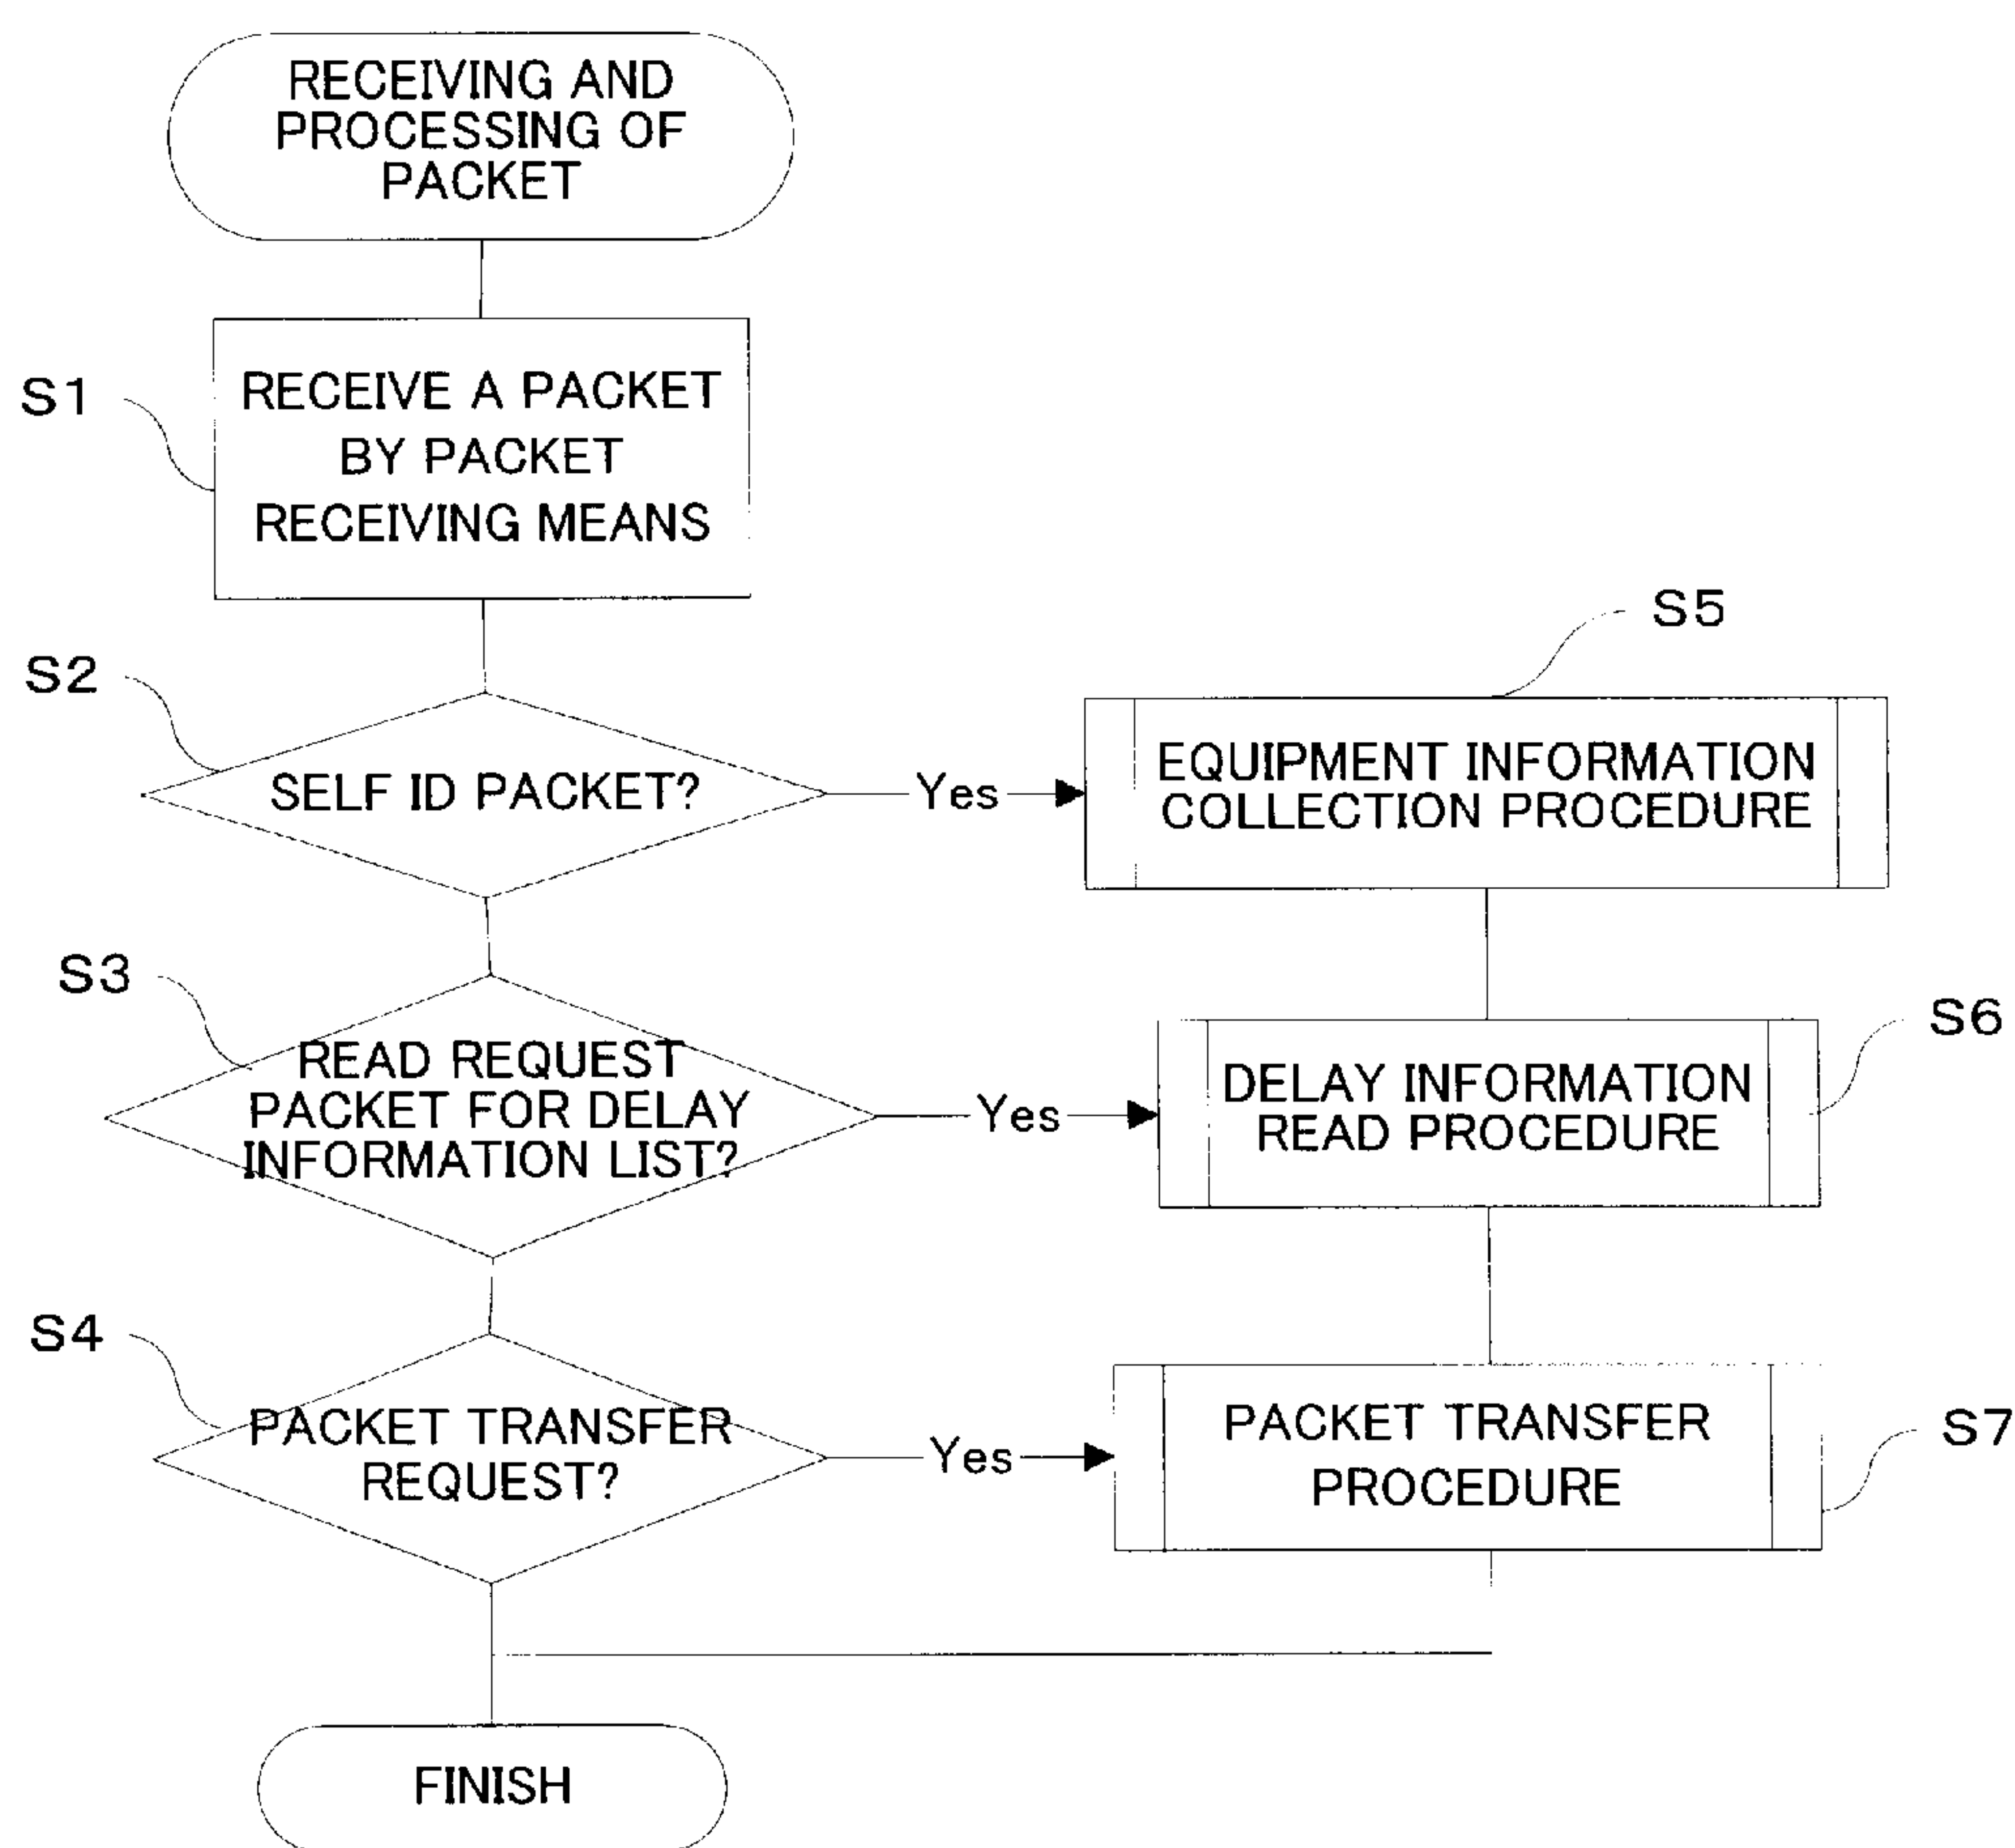 RECEIVING AND
PROCESSING OF
PACKET
S1
RECEIVE A PACKET
BY PACKET
RECEIVING MEANS
S2
SELF ID PACKET?
Yes
S5
EQUIPMENT INFORMATION
COLLECTION PROCEDURE
S3
READ REQUEST
PACKET FOR DELAY
INFORMATION LIST?
Yes
S6
DELAY INFORMATION
READ PROCEDURE
S4
PACKET TRANSFER
REQUEST?
Yes
S7
PACKET TRANSFER
PROCEDURE
FINISH